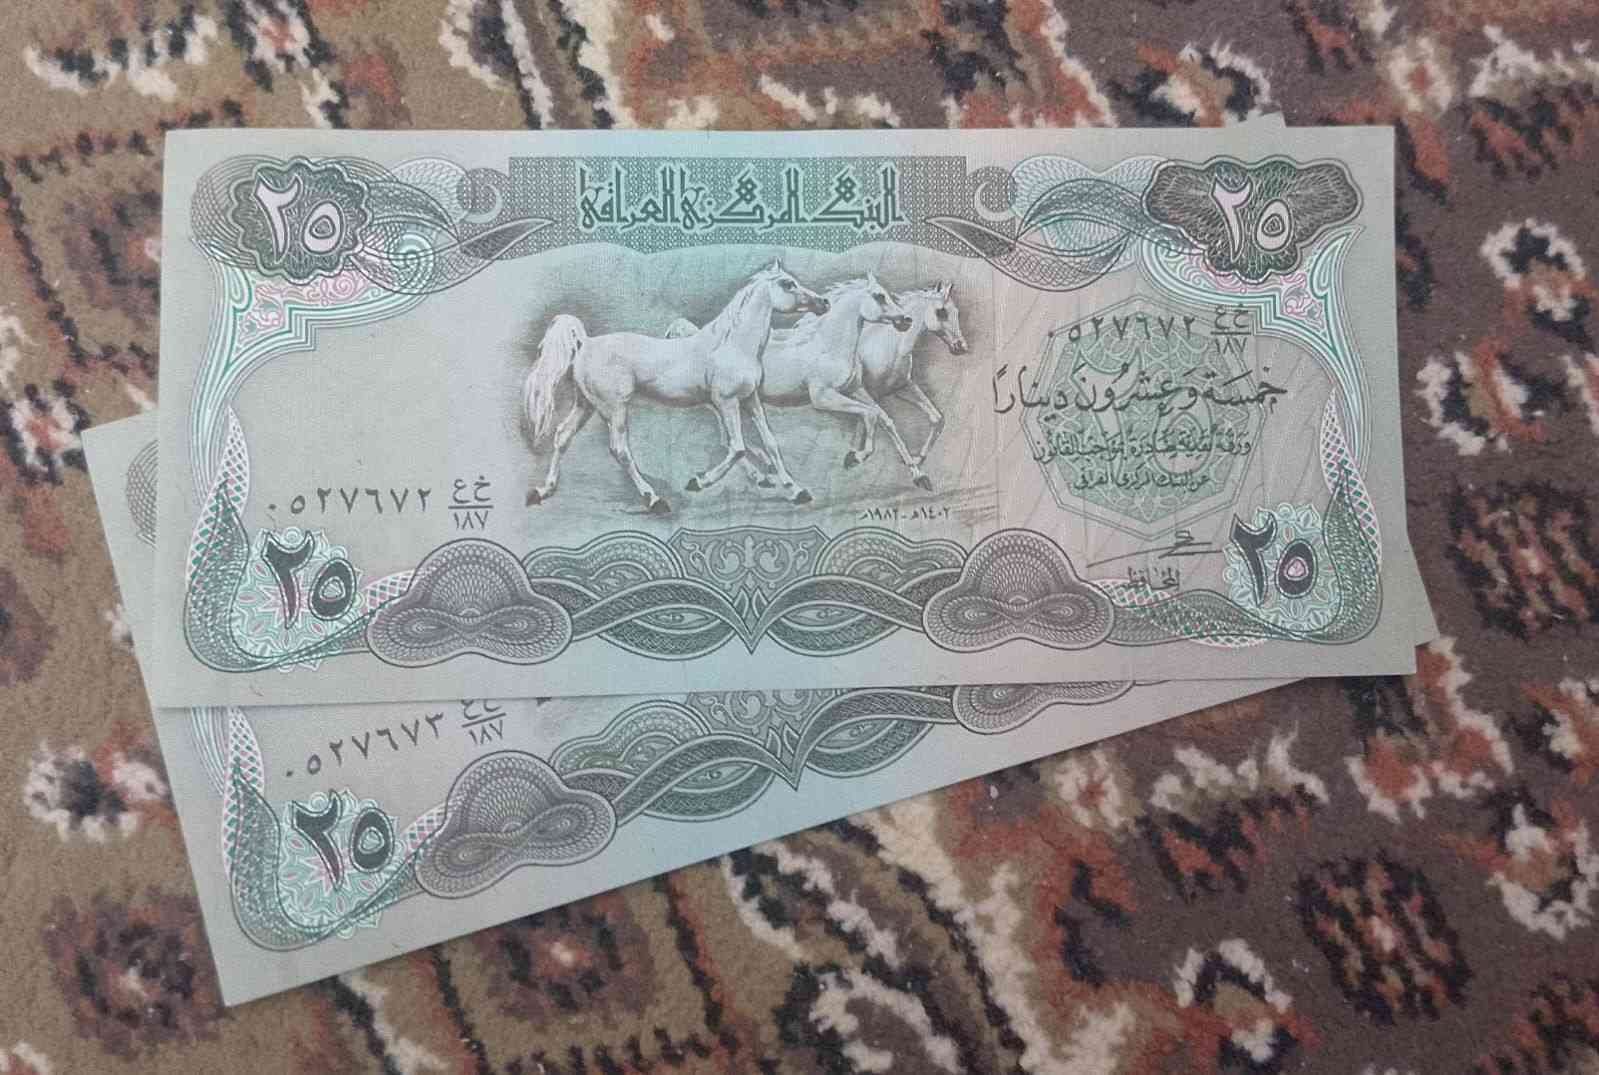 البنك المركزي العراقي
٢٥
٢٥
٠٥٢٧٦٧٢ خ ع
١٨٧
خمسة وعشرون دينارًا
ورقة نقدية صادرة بموجب القانون
عن البنك المركزي العراقي
١٤٠٢هـ-١٩٨٢م
المحافظ
٠٥٢٧٦٧٢ خ ع
١٨٧
٢٥
٢٥
٠٥٢٧٦٧٣ خ ع
١٨٧
٢٥